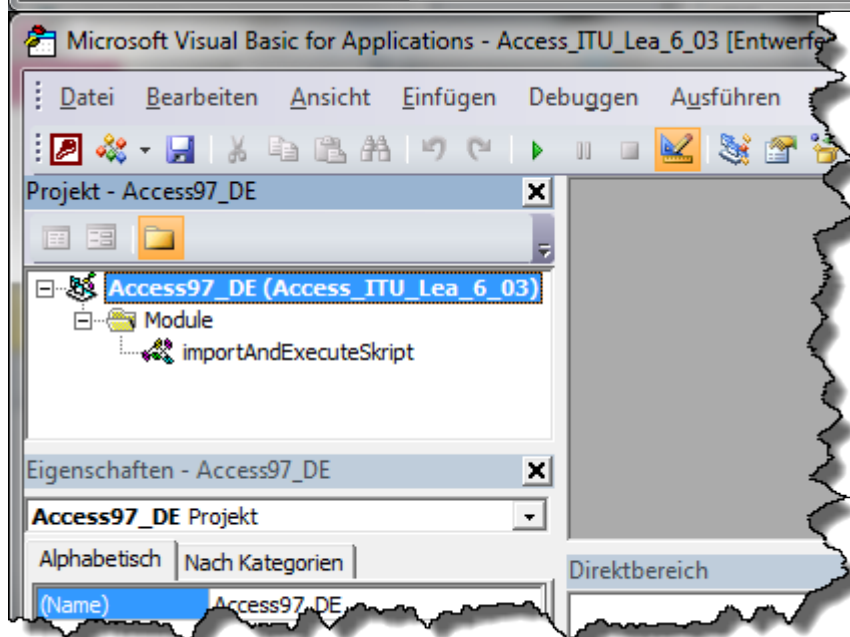 Microsoft Visual Basic for Applications - Access_ITU_Lea_6_03 [Entwerfe
Datei Bearbeiten Ansicht Einfügen Debuggen Ausführen
Projekt - Access97_DE
Access97_DE (Access_ITU_Lea_6_03)
Module
importAndExecuteSkript
Eigenschaften - Access97_DE
Access97_DE Projekt
Alphabetisch Nach Kategorien
(Name) Access97_DE
Direktbereich